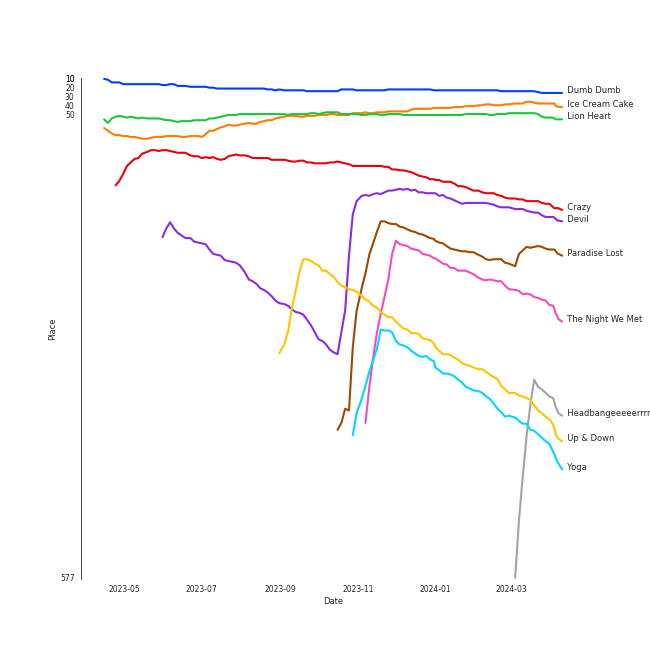 10
20
30
40
50
577
Place
2023-05
2023-07
2023-09
2023-11
2024-01
2024-03
Date
Dumb Dumb
Ice Cream Cake
Lion Heart
Crazy
Devil
Paradise Lost
The Night We Met
Headbangeeeeerrrr
Up & Down
Yoga